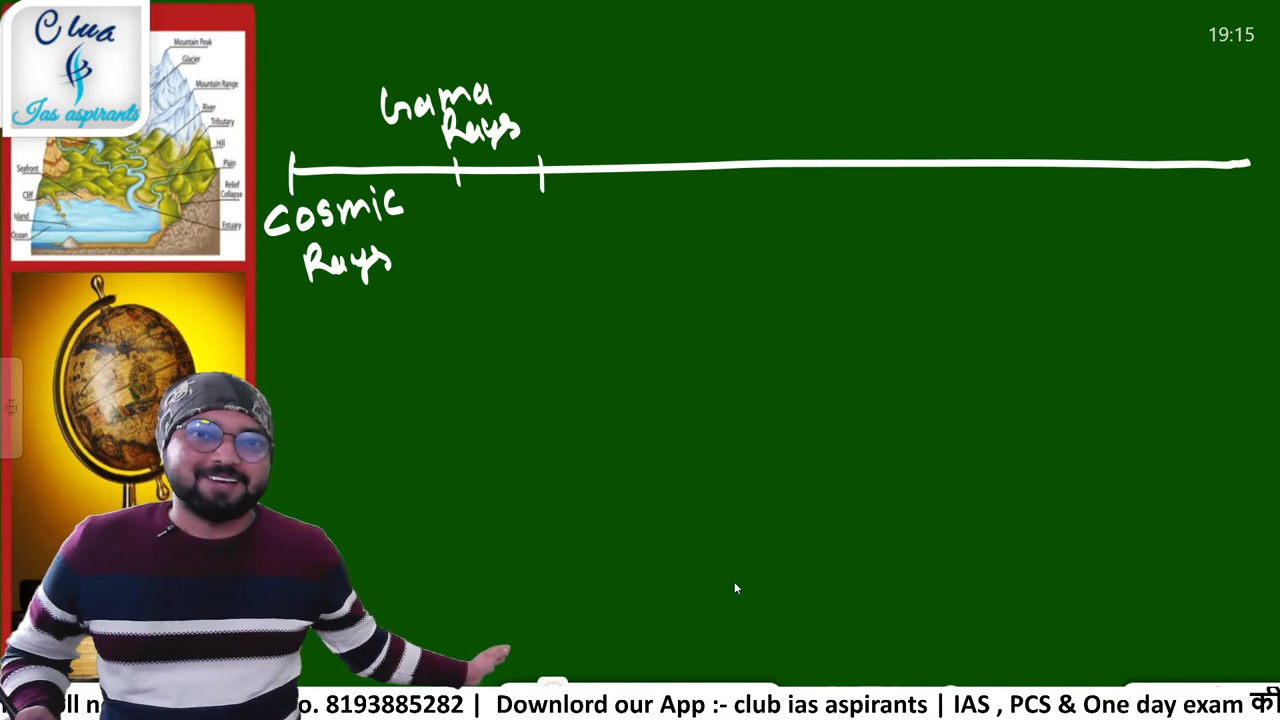 Clua
Ias aspirants
Mountain Peak
Glacier
Mountain Range
River
Tributary
Hill
Plain
Relief
Collapse
Estuary
Seafront
Cliff
Island
Ocean
19:15
Gama
Rays
Cosmic
Rays
o. 8193885282 | Downlord our App :- club ias aspirants | IAS , PCS & One day exam की